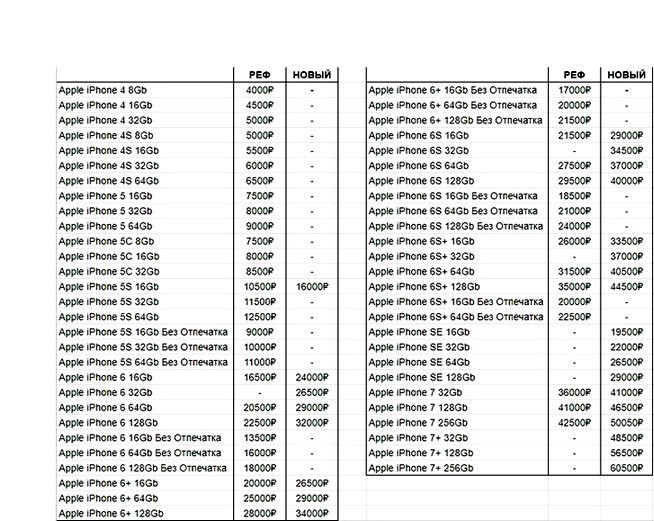 РЕФ НОВЫЙ
Apple iPhone 4 8Gb 4000₽ -
Apple iPhone 4 16Gb 4500₽ -
Apple iPhone 4 32Gb 5000₽ -
Apple iPhone 4S 8Gb 5000₽ -
Apple iPhone 4S 16Gb 5500₽ -
Apple iPhone 4S 32Gb 6000₽ -
Apple iPhone 4S 64Gb 6500₽ -
Apple iPhone 5 16Gb 7500₽ -
Apple iPhone 5 32Gb 8000₽ -
Apple iPhone 5 64Gb 9000₽ -
Apple iPhone 5C 8Gb 7500₽ -
Apple iPhone 5C 16Gb 8000₽ -
Apple iPhone 5C 32Gb 8500₽ -
Apple iPhone 5S 16Gb 10500₽ 16000₽
Apple iPhone 5S 32Gb 11500₽ -
Apple iPhone 5S 64Gb 12500₽ -
Apple iPhone 5S 16Gb Без Отпечатка 9000₽ -
Apple iPhone 5S 32Gb Без Отпечатка 10000₽ -
Apple iPhone 5S 64Gb Без Отпечатка 11000₽ -
Apple iPhone 6 16Gb 16500₽ 24000₽
Apple iPhone 6 32Gb - 26500₽
Apple iPhone 6 64Gb 20500₽ 29000₽
Apple iPhone 6 128Gb 22500₽ 32000₽
Apple iPhone 6 16Gb Без Отпечатка 13500₽ -
Apple iPhone 6 64Gb Без Отпечатка 16000₽ -
Apple iPhone 6 128Gb Без Отпечатка 18000₽ -
Apple iPhone 6+ 16Gb 20000₽ 26500₽
Apple iPhone 6+ 64Gb 25000₽ 29000₽
Apple iPhone 6+ 128Gb 28000₽ 34000₽
РЕФ НОВЫЙ
Apple iPhone 6+ 16Gb Без Отпечатка 17000₽ -
Apple iPhone 6+ 64Gb Без Отпечатка 20000₽ -
Apple iPhone 6+ 128Gb Без Отпечатка 21500₽ -
Apple iPhone 6S 16Gb 21500₽ 29000₽
Apple iPhone 6S 32Gb - 34500₽
Apple iPhone 6S 64Gb 27500₽ 37000₽
Apple iPhone 6S 128Gb 29500₽ 40000₽
Apple iPhone 6S 16Gb Без Отпечатка 18500₽ -
Apple iPhone 6S 64Gb Без Отпечатка 21000₽ -
Apple iPhone 6S 128Gb Без Отпечатка 24000₽ -
Apple iPhone 6S+ 16Gb 26000₽ 33500₽
Apple iPhone 6S+ 32Gb - 37000₽
Apple iPhone 6S+ 64Gb 31500₽ 40500₽
Apple iPhone 6S+ 128Gb 35000₽ 44500₽
Apple iPhone 6S+ 16Gb Без Отпечатка 20000₽ -
Apple iPhone 6S+ 64Gb Без Отпечатка 22500₽ -
Apple iPhone SE 16Gb - 19500₽
Apple iPhone SE 32Gb - 22000₽
Apple iPhone SE 64Gb - 26500₽
Apple iPhone SE 128Gb - 29000₽
Apple iPhone 7 32Gb 36000₽ 41000₽
Apple iPhone 7 128Gb 41000₽ 46500₽
Apple iPhone 7 256Gb 42500₽ 50050₽
Apple iPhone 7+ 32Gb - 48500₽
Apple iPhone 7+ 128Gb - 56500₽
Apple iPhone 7+ 256Gb - 60500₽